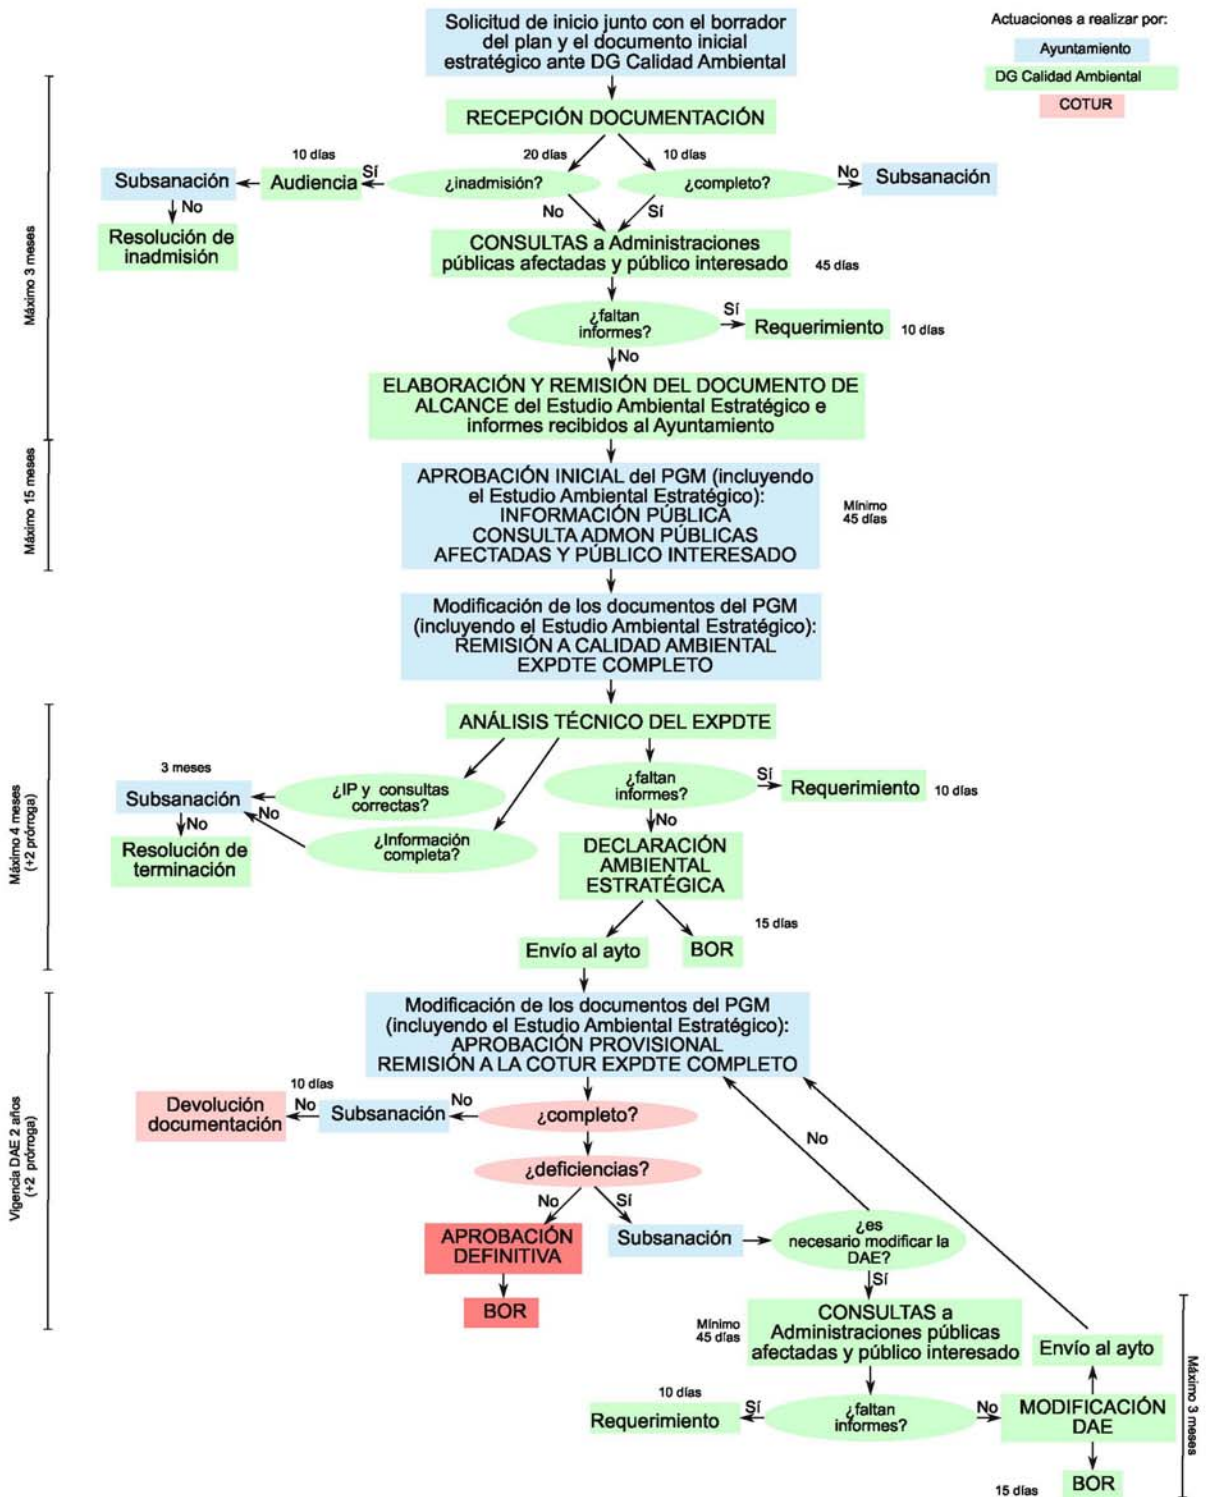 Solicitud de inicio junto con el borrador
del plan y el documento inicial
estratégico ante DG Calidad Ambiental
Actuaciones a realizar por:
Ayuntamiento
DG Calidad Ambiental
COTUR
Máximo 3 meses
RECEPCIÓN DOCUMENTACIÓN
10 días
20 días
10 días
Subsanación
Audiencia
Sí
¿inadmisión?
¿completo?
No
Subsanación
No
No
Sí
Resolución de
inadmisión
CONSULTAS a Administraciones
públicas afectadas y público interesado
45 días
¿faltan
informes?
Sí
Requerimiento
10 días
No
ELABORACIÓN Y REMISIÓN DEL DOCUMENTO DE
ALCANCE del Estudio Ambiental Estratégico e
informes recibidos al Ayuntamiento
Máximo 15 meses
APROBACIÓN INICIAL del PGM (incluyendo
el Estudio Ambiental Estratégico):
INFORMACIÓN PÚBLICA
CONSULTA ADMON PÚBLICAS
AFECTADAS Y PÚBLICO INTERESADO
Mínimo
45 días
Modificación de los documentos del PGM
(incluyendo el Estudio Ambiental Estratégico):
REMISIÓN A CALIDAD AMBIENTAL
EXPDTE COMPLETO
Máximo 4 meses
(+2 prórroga)
ANÁLISIS TÉCNICO DEL EXPDTE
3 meses
Subsanación
¿IP y consultas
correctas?
¿faltan
informes?
Sí
Requerimiento
10 días
No
No
No
Resolución de
terminación
¿Información
completa?
DECLARACIÓN
AMBIENTAL
ESTRATÉGICA
15 días
Envío al ayto
BOR
Vigencia DAE 2 años
(+2 prórroga)
Modificación de los documentos del PGM
(incluyendo el Estudio Ambiental Estratégico):
APROBACIÓN PROVISIONAL
REMISIÓN A LA COTUR EXPDTE COMPLETO
10 días
Devolución
documentación
No
Subsanación
No
¿completo?
No
¿deficiencias?
No
Sí
APROBACIÓN
DEFINITIVA
Subsanación
¿es
necesario modificar la
DAE?
Sí
BOR
Mínimo
45 días
CONSULTAS a
Administraciones públicas
afectadas y público interesado
Envío al ayto
Máximo 3 meses
10 días
Requerimiento
Sí
¿faltan
informes?
No
MODIFICACIÓN
DAE
15 días
BOR